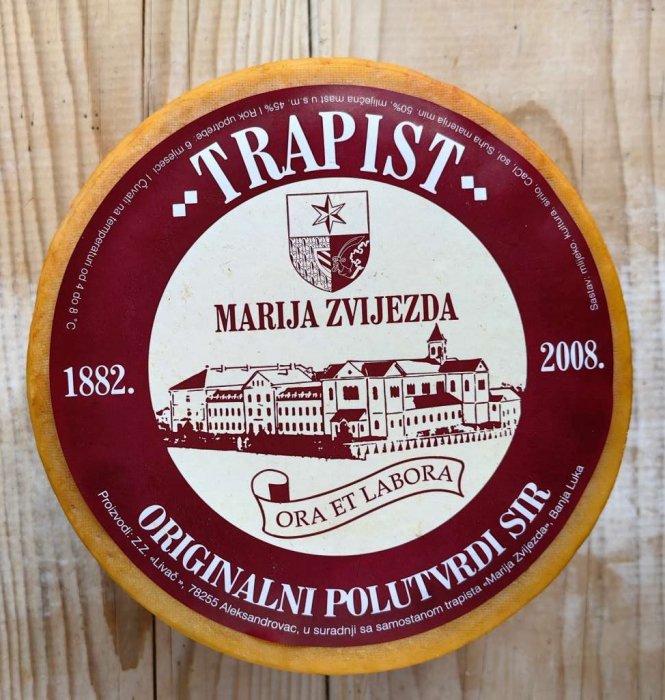 Sastav: mlijeko, kultura, sirilo, CaCl, sol. Suha materija min. 50%, mliječna mast u s.m. 45% I Rok upotrebe 6 mjeseci I Čuvati na temperaturi od 4 do 8 °C
TRAPIST
MARIJA ZVIJEZDA
1882.
2008.
ORA ET LABORA
ORIGINALNI POLUTVRDI SIR
Proizvodi: Z.Z. «Livač», 78255 Aleksandrovac, u suradnji sa samostanom trapista «Marija Zvijezda», Banja Luka